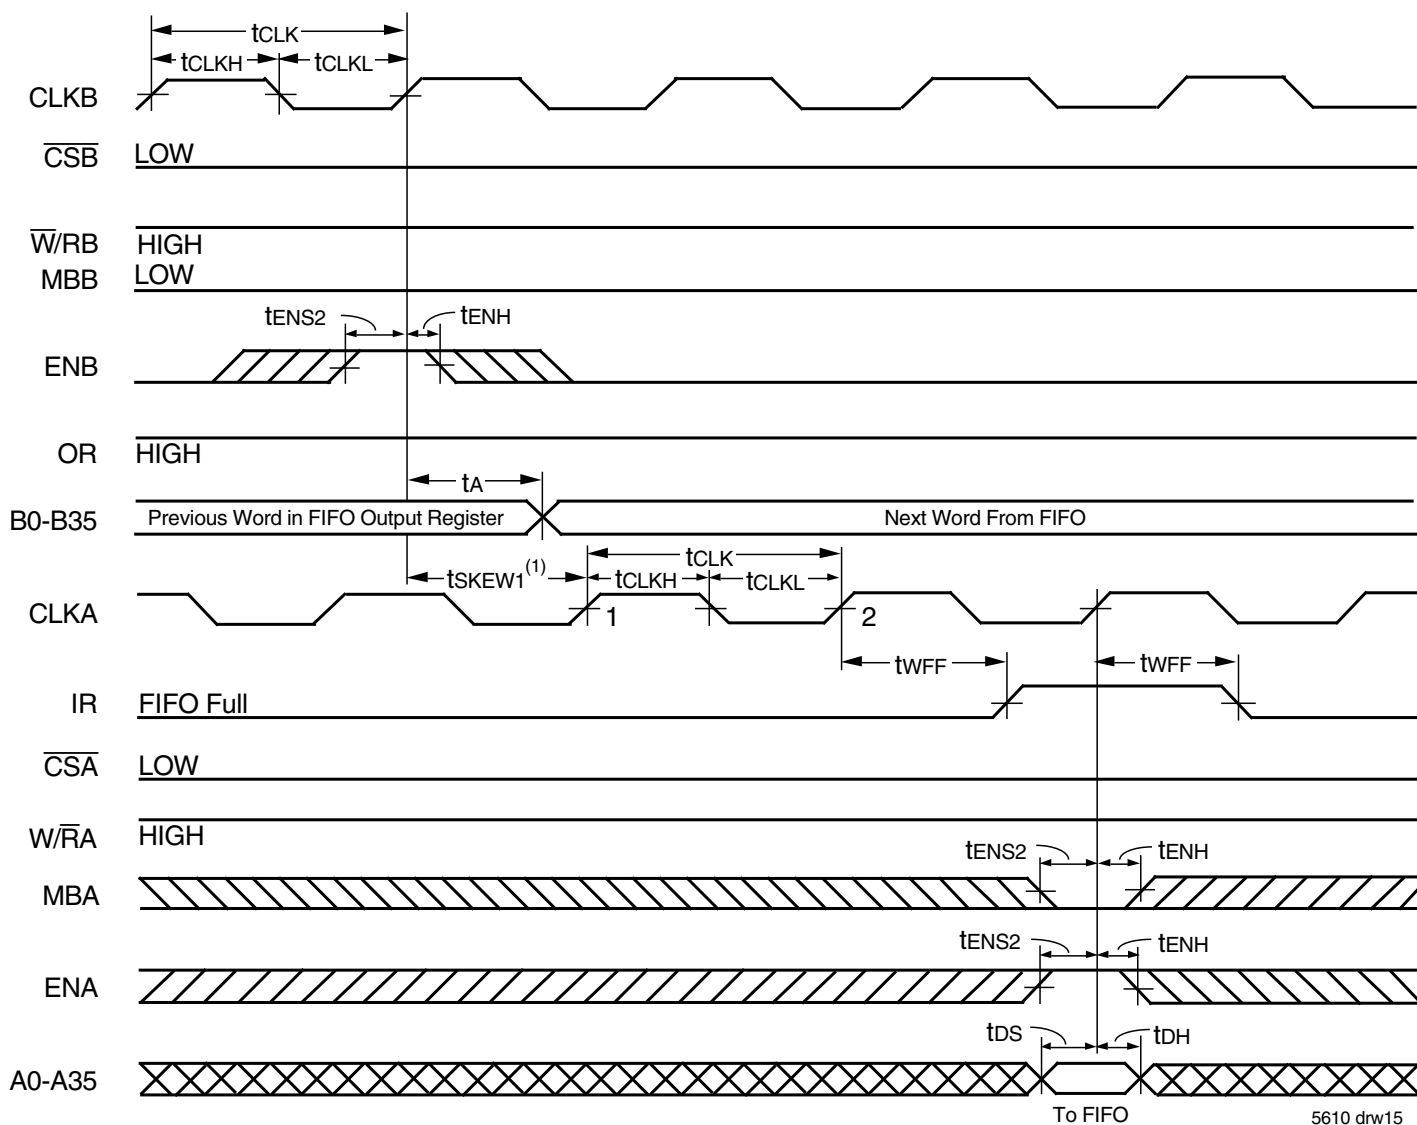 tCLK
tCLKH tCLKL
CLKB
CSB LOW
W/RB HIGH
MBB LOW
tENS2 tENH
ENB
OR HIGH
tA
B0-B35 Previous Word in FIFO Output Register Next Word From FIFO
tCLK
tSKEW1(1) tCLKH tCLKL
CLKA 1 2
tWFF tWFF
IR FIFO Full
CSA LOW
W/RA HIGH
tENS2 tENH
MBA
tENS2 tENH
ENA
tDS tDH
A0-A35
To FIFO
5610 drw15